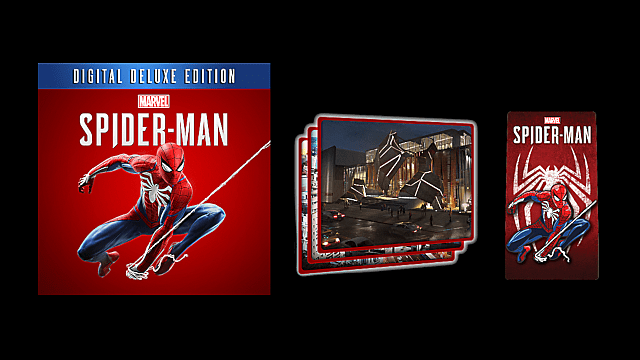 DIGITAL DELUXE EDITION
MARVEL
SPIDER-MAN
MARVEL
SPIDER-MAN